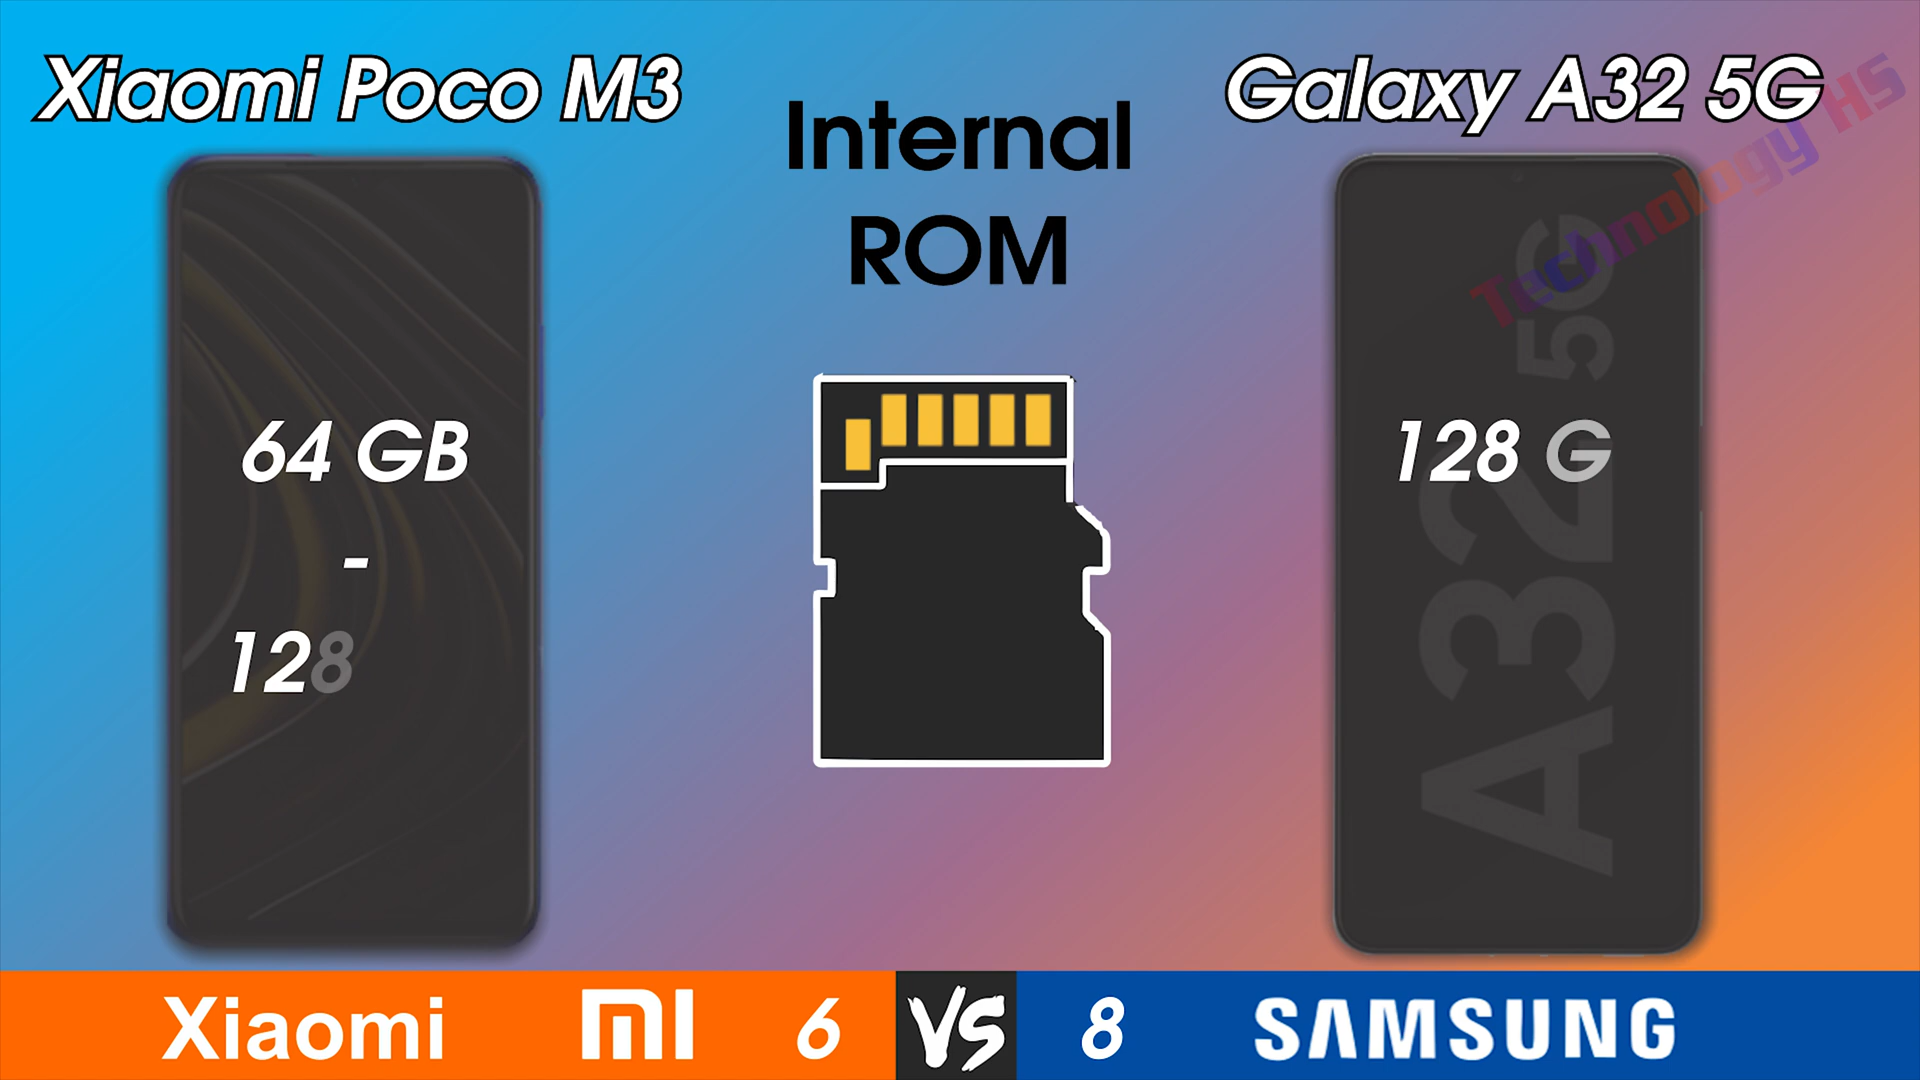 Xiaomi Poco M3
Internal
ROM
Galaxy A32 5G
Technology HS
64 GB
-
128
128 G
A32 5G
Xiaomi
MI
6
VS
8
SAMSUNG